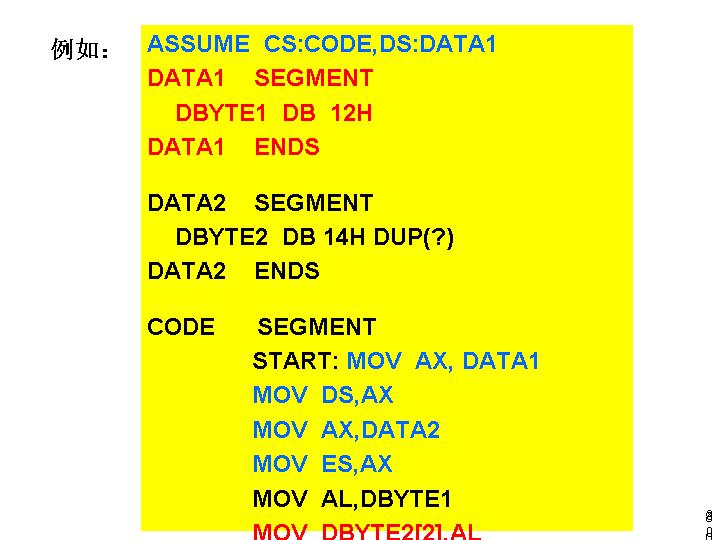 例如：
ASSUME CS:CODE,DS:DATA1
DATA1 SEGMENT
DBYTE1 DB 12H
DATA1 ENDS
DATA2 SEGMENT
DBYTE2 DB 14H DUP(?)
DATA2 ENDS
CODE SEGMENT
START: MOV AX, DATA1
MOV DS,AX
MOV AX,DATA2
MOV ES,AX
MOV AL,DBYTE1
MOV DBYTE2[2],AL